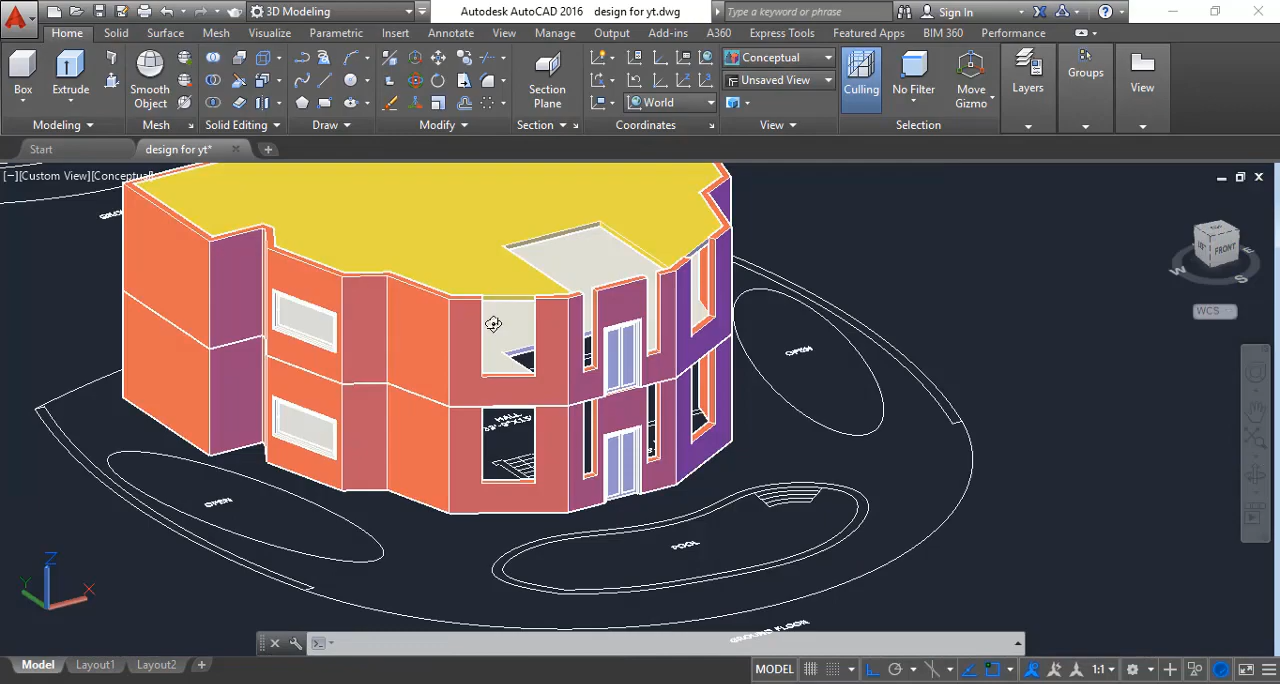 3D Modeling
Autodesk AutoCAD 2016 design for yt.dwg
Type a keyword or phrase
Sign In
Home Solid Surface Mesh Visualize Parametric Insert Annotate View Manage Output Add-ins A360 Express Tools Featured Apps BIM 360 Performance
Box
Extrude
Smooth
Object
Section
Plane
Conceptual
Unsaved View
World
Culling
No Filter
Move
Gizmo
Layers
Groups
View
Modeling
Mesh
Solid Editing
Draw
Modify
Section
Coordinates
View
Selection
Start
design for yt*
[−][Custom View][Conceptual
TOP
FRONT
W
S
E
WCS
OPEN
HALL
OPEN
POOL
GROUND FLOOR
Z
Y
X
Model Layout1 Layout2
MODEL
1:1